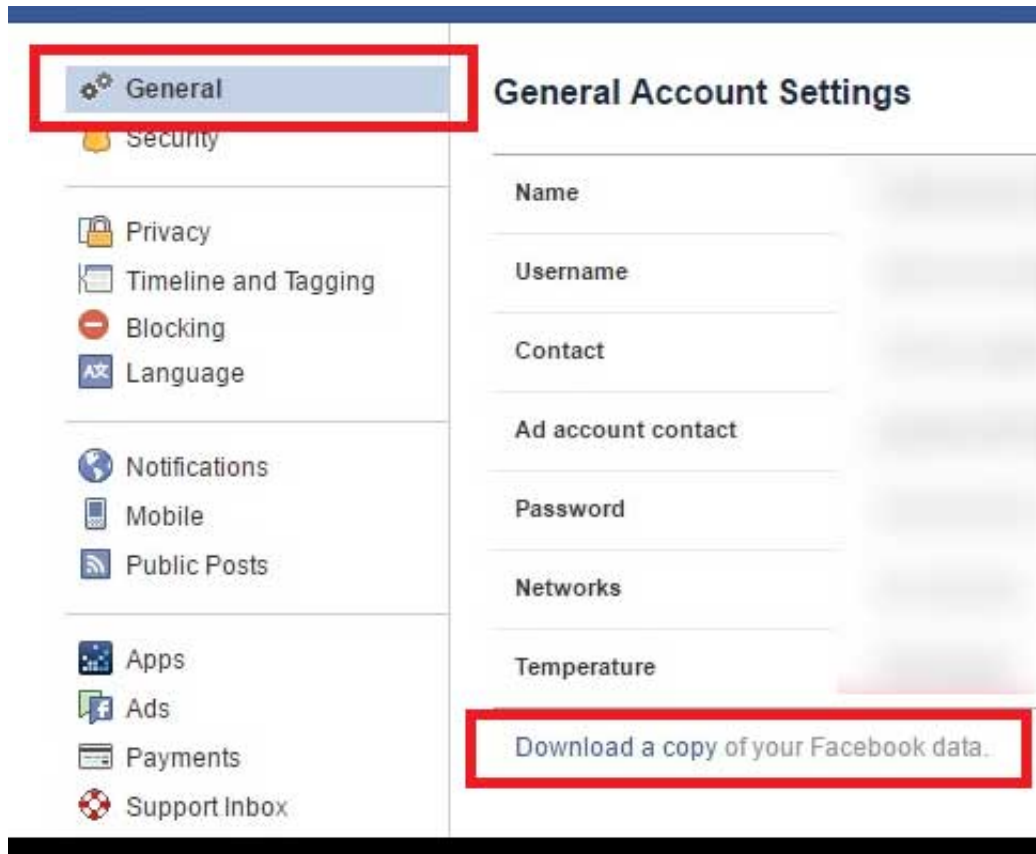 General
Security
Privacy
Timeline and Tagging
Blocking
Language
Notifications
Mobile
Public Posts
Apps
Ads
Payments
Support Inbox
General Account Settings
Name
Username
Contact
Ad account contact
Password
Networks
Temperature
Download a copy of your Facebook data.